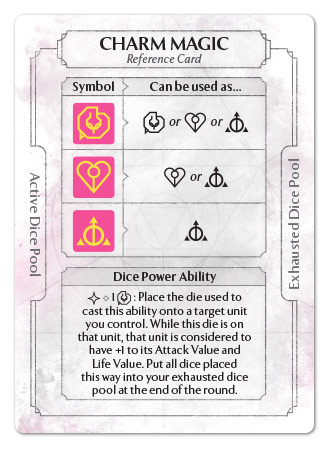 CHARM MAGIC
Reference Card
Symbol Can be used as...
or or
or
Active Dice Pool
Exhausted Dice Pool
Dice Power Ability
1 : Place the die used to
cast this ability onto a target unit
you control. While this die is on
that unit, that unit is considered to
have +1 to its Attack Value and
Life Value. Put all dice placed
this way into your exhausted dice
pool at the end of the round.